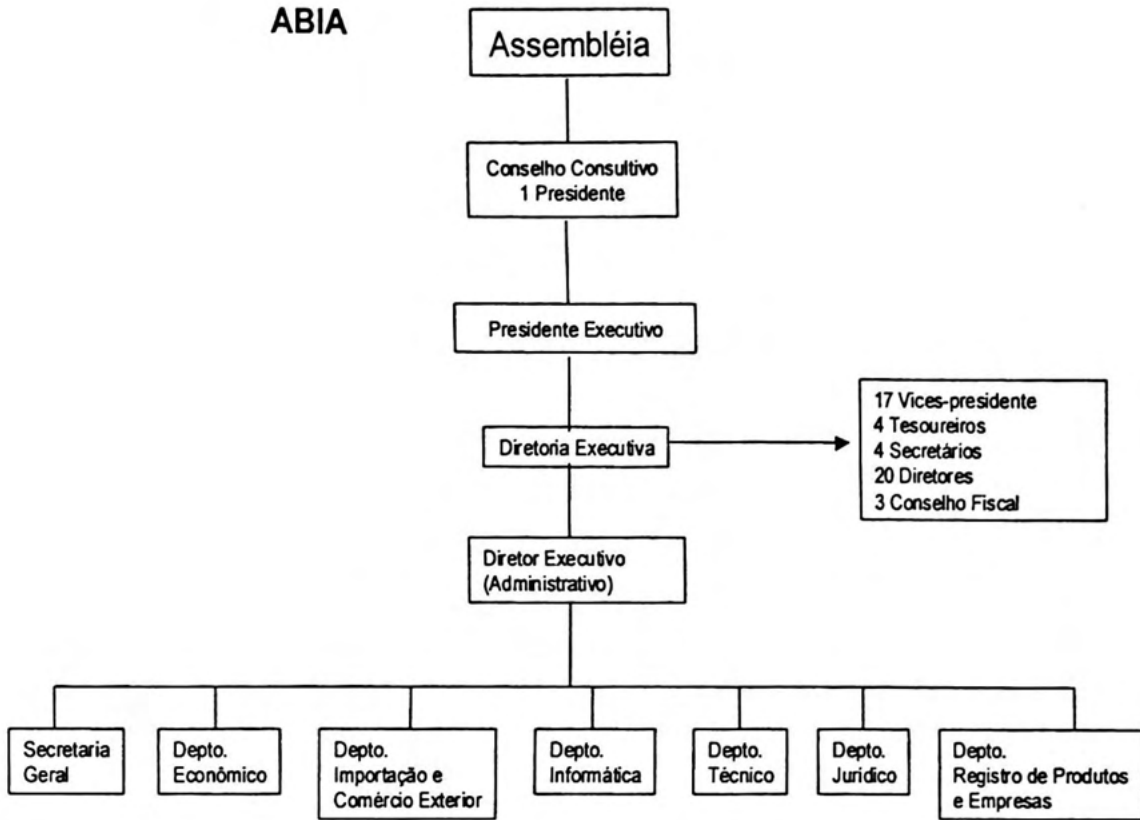 ABIA
Assembléia
Conselho Consultivo
1 Presidente
Presidente Executivo
Diretoria Executiva
17 Vices-presidente
4 Tesoureiros
4 Secretários
20 Diretores
3 Conselho Fiscal
Diretor Executivo
(Administrativo)
Secretaria
Geral
Depto.
Econômico
Depto.
Importação e
Comércio Exterior
Depto.
Informática
Depto.
Técnico
Depto.
Jurídico
Depto.
Registro de Produtos
e Empresas